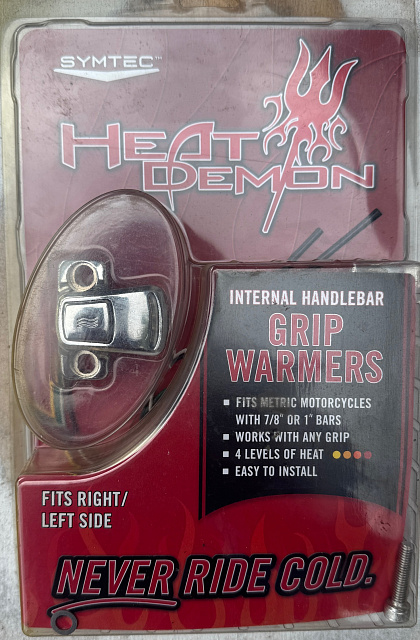 SYMTEC™
HEAT
DEMON
INTERNAL HANDLEBAR
GRIP
WARMERS
■ FITS METRIC MOTORCYCLES
WITH 7/8" OR 1" BARS
■ WORKS WITH ANY GRIP
■ 4 LEVELS OF HEAT
■ EASY TO INSTALL
FITS RIGHT/
LEFT SIDE
NEVER RIDE COLD.